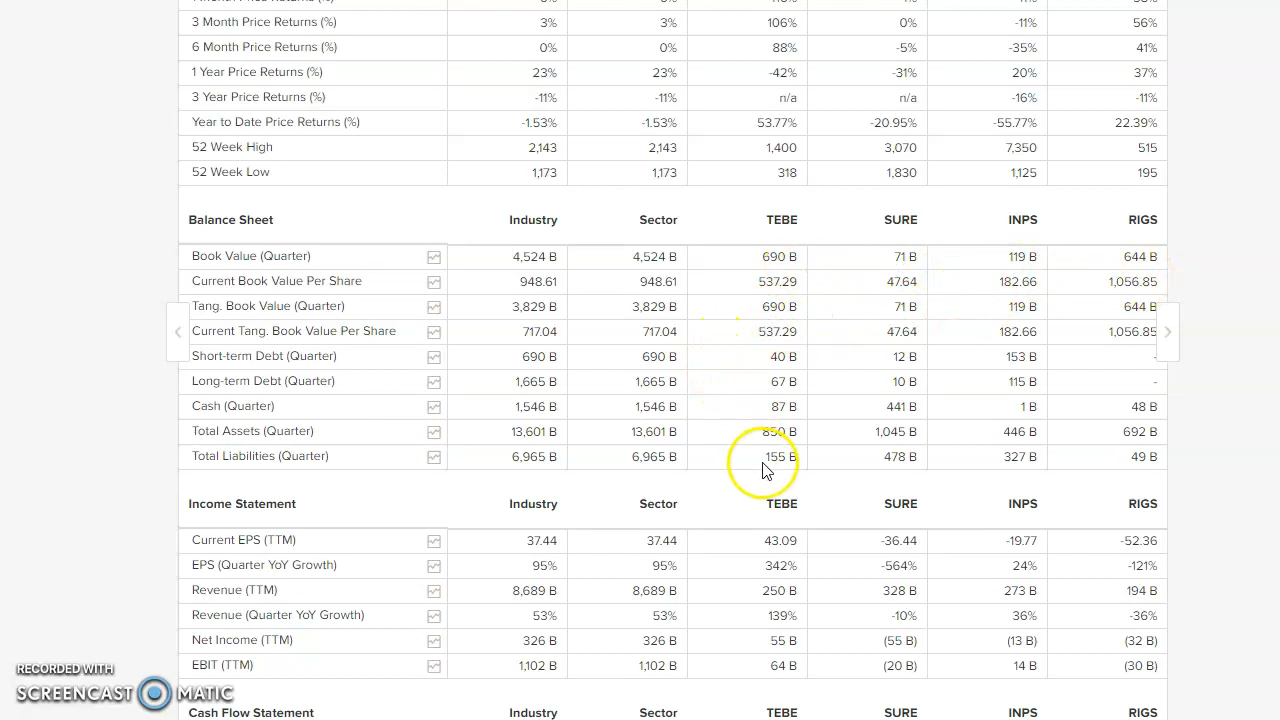 3 Month Price Returns (%) 3% 3% 106% 0% -11% 56%
6 Month Price Returns (%) 0% 0% 88% -5% -35% 41%
1 Year Price Returns (%) 23% 23% -42% -31% 20% 37%
3 Year Price Returns (%) -11% -11% n/a n/a -16% -11%
Year to Date Price Returns (%) -1.53% -1.53% 53.77% -20.95% -55.77% 22.39%
52 Week High 2,143 2,143 1,400 3,070 7,350 515
52 Week Low 1,173 1,173 318 1,830 1,125 195
Balance Sheet Industry Sector TEBE SURE INPS RIGS
Book Value (Quarter) 4,524 B 4,524 B 690 B 71 B 119 B 644 B
Current Book Value Per Share 948.61 948.61 537.29 47.64 182.66 1,056.85
Tang. Book Value (Quarter) 3,829 B 3,829 B 690 B 71 B 119 B 644 B
Current Tang. Book Value Per Share 717.04 717.04 537.29 47.64 182.66 1,056.85
Short-term Debt (Quarter) 690 B 690 B 40 B 12 B 153 B -
Long-term Debt (Quarter) 1,665 B 1,665 B 67 B 10 B 115 B -
Cash (Quarter) 1,546 B 1,546 B 87 B 441 B 1 B 48 B
Total Assets (Quarter) 13,601 B 13,601 B 850 B 1,045 B 446 B 692 B
Total Liabilities (Quarter) 6,965 B 6,965 B 155 B 478 B 327 B 49 B
Income Statement Industry Sector TEBE SURE INPS RIGS
Current EPS (TTM) 37.44 37.44 43.09 -36.44 -19.77 -52.36
EPS (Quarter YoY Growth) 95% 95% 342% -564% 24% -121%
Revenue (TTM) 8,689 B 8,689 B 250 B 328 B 273 B 194 B
Revenue (Quarter YoY Growth) 53% 53% 139% -10% 36% -36%
Net Income (TTM) 326 B 326 B 55 B (55 B) (13 B) (32 B)
EBIT (TTM) 1,102 B 1,102 B 64 B (20 B) 14 B (30 B)
Cash Flow Statement Industry Sector TEBE SURE INPS RIGS
RECORDED WITH
SCREENCAST MATIC